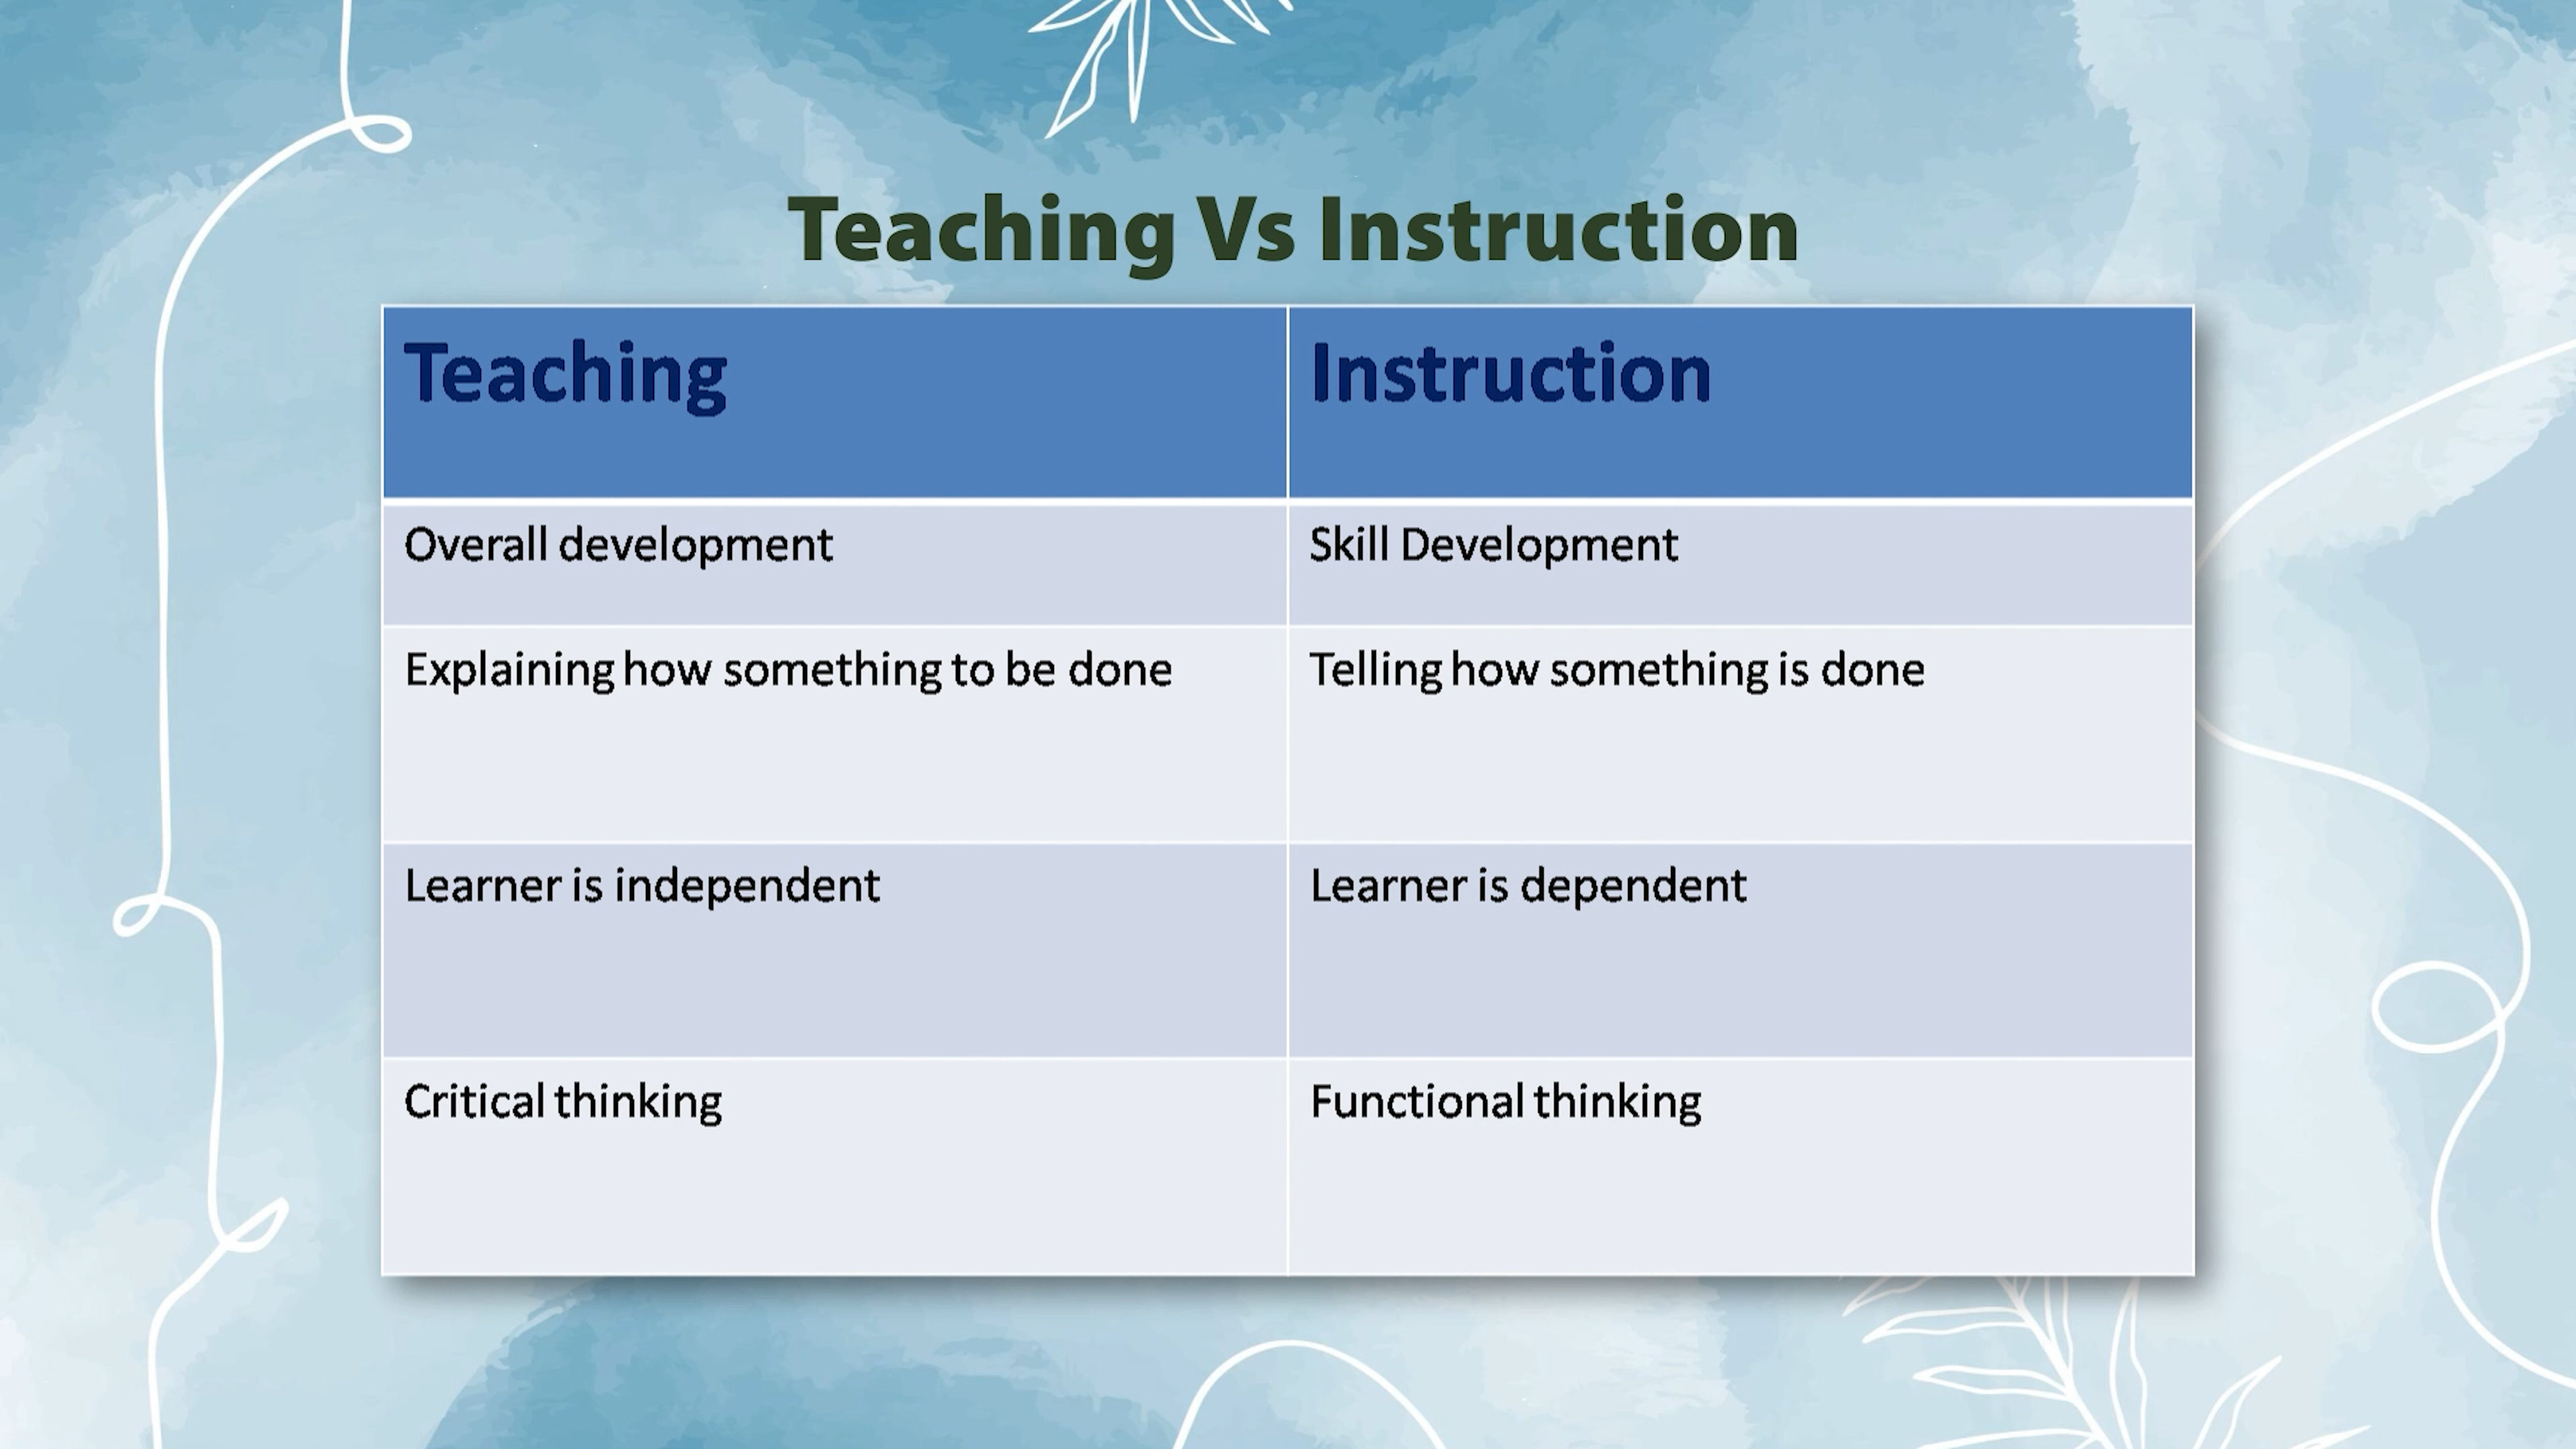 Teaching Vs Instruction
Teaching
Instruction
Overall development
Skill Development
Explaining how something to be done
Telling how something is done
Learner is independent
Learner is dependent
Critical thinking
Functional thinking